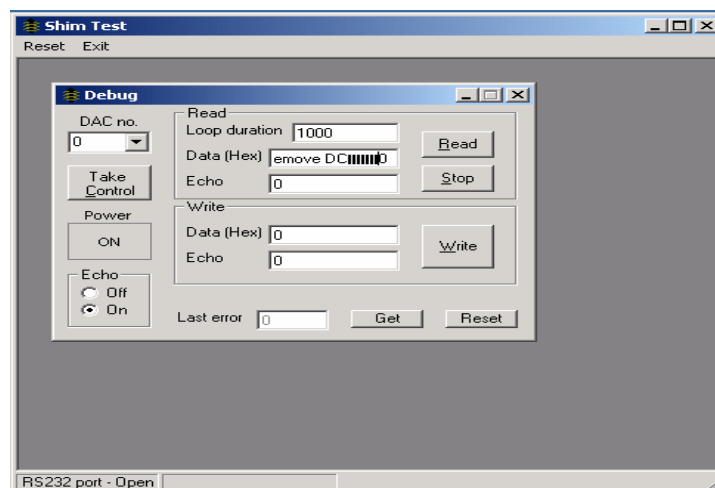 Shim Test
Reset Exit
Debug
DAC no.
0
Take
Control
Power
ON
Echo
Off
On
Read
Loop duration 1000
Data (Hex) emove DC 0
Echo 0
Read
Stop
Write
Data (Hex) 0
Echo 0
Write
Last error 0 Get Reset
RS232 port - Open